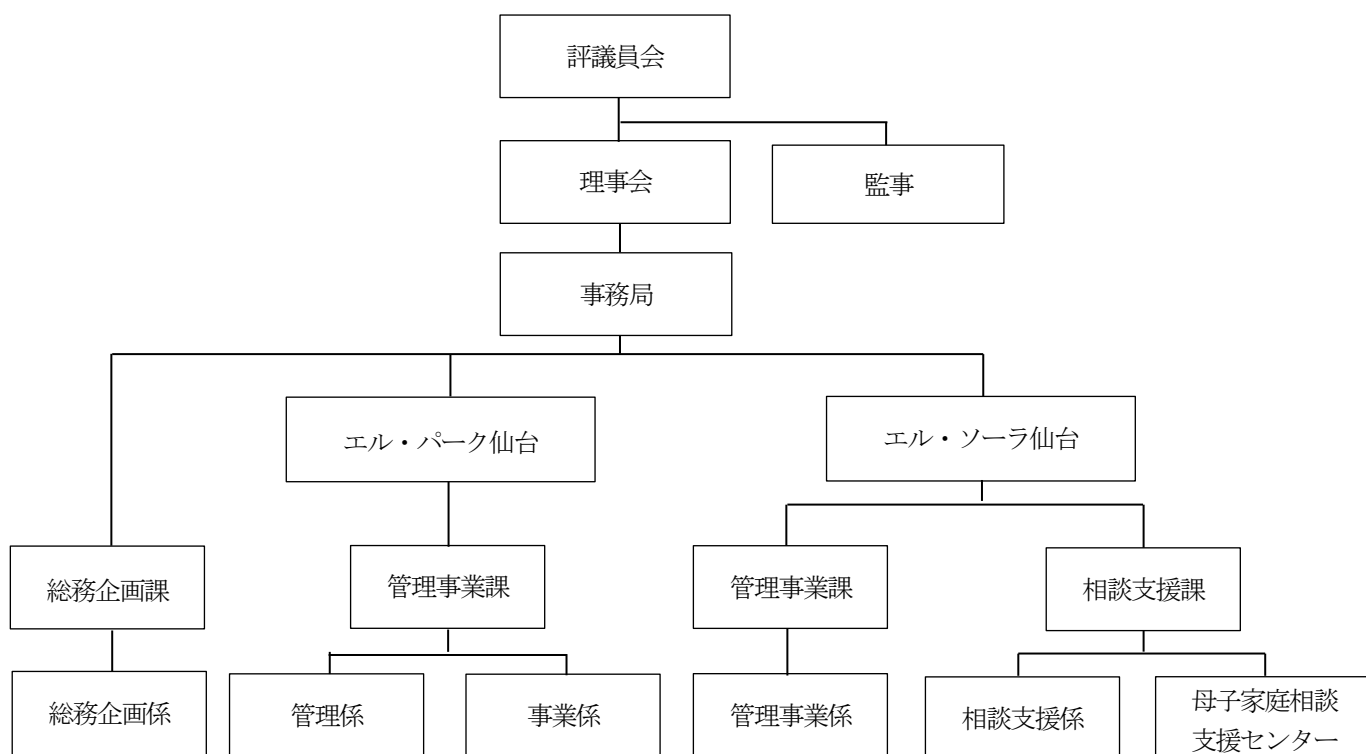 評議員会
理事会
監事
事務局
エル・パーク仙台
エル・ソーラ仙台
総務企画課
管理事業課
管理事業課
相談支援課
総務企画係
管理係
事業係
管理事業係
相談支援係
母子家庭相談
支援センター